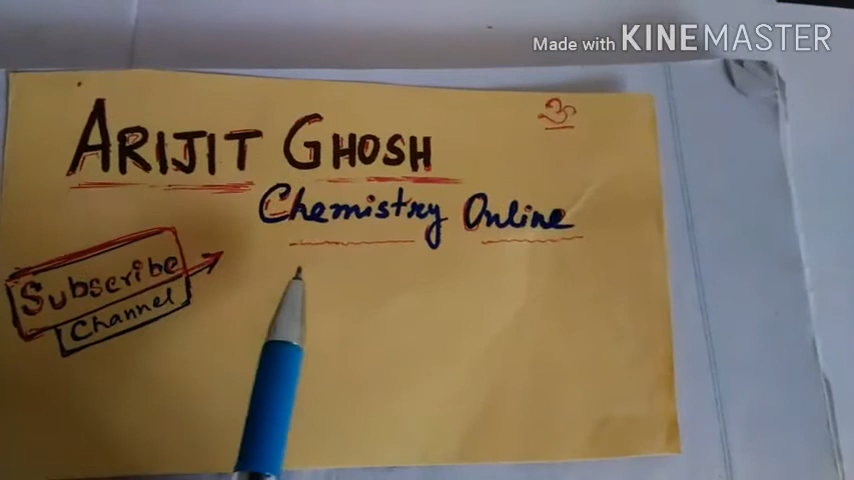 Made with KINEMASTER
ARIJIT GHOSH
Chemistry Online
Subscribe
Channel